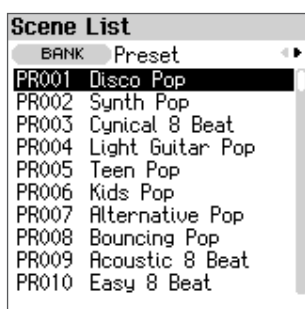 Scene List
BANK Preset
PR001 Disco Pop
PR002 Synth Pop
PR003 Cynical 8 Beat
PR004 Light Guitar Pop
PR005 Teen Pop
PR006 Kids Pop
PR007 Alternative Pop
PR008 Bouncing Pop
PR009 Acoustic 8 Beat
PR010 Easy 8 Beat